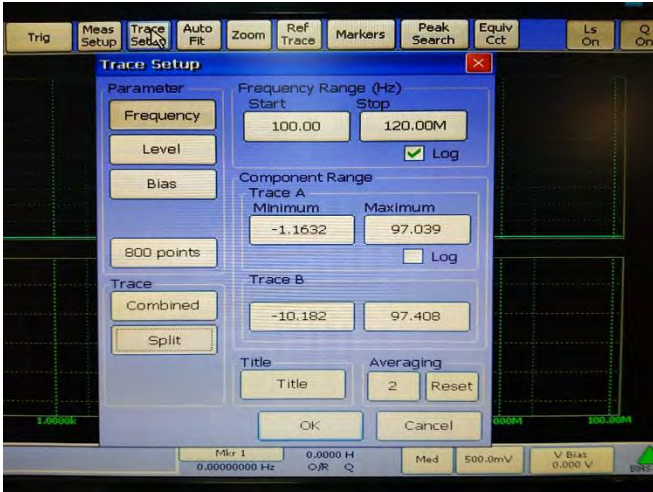 Trig
Meas Setup
Trace Setup
Auto Fit
Zoom
Ref Trace
Markers
Peak Search
Equiv Cct
Ls On
Q On
Trace Setup
Parameter
Frequency
Level
Bias
800 points
Trace
Combined
Split
Frequency Range (Hz)
Start Stop
100.00 120.00M
Log
Component Range
Trace A
Minimum Maximum
-1.1632 97.039
Log
Trace B
-10.182 97.408
Title
Title
Averaging
2 Reset
OK Cancel
1.0000k 100.00M
Mkr 1 0.0000 H
0.00000000 Hz O/R Q
Med 500.0mV
V Bias
0.000 V